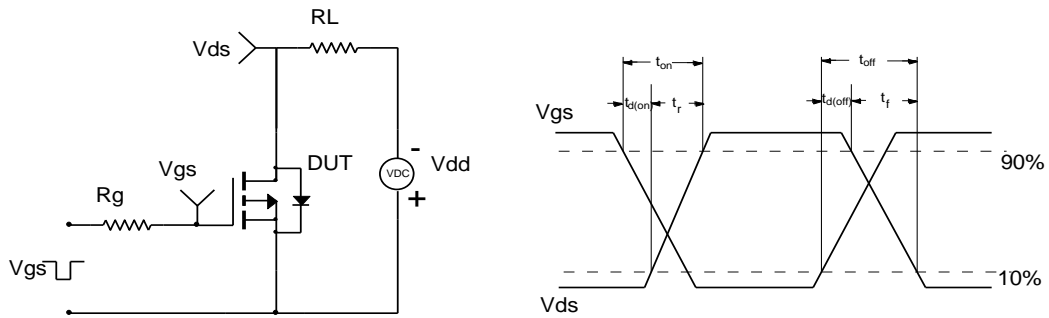 RL
Vds
DUT
-
VDC
Vdd
+
Vgs
Rg
Vgs
ton
toff
td(on)
tr
td(off)
tf
Vgs
90%
10%
Vds